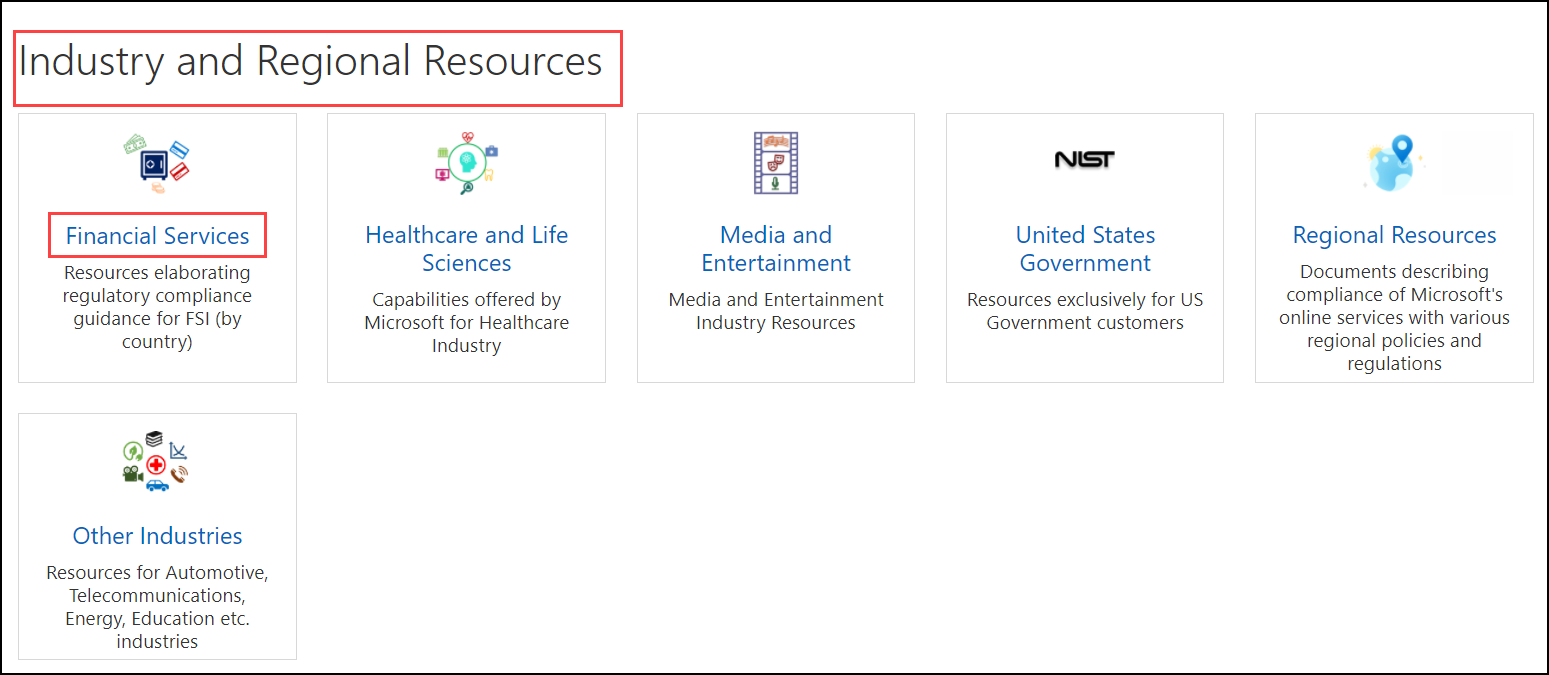 Industry and Regional Resources
Financial Services
Resources elaborating
regulatory compliance
guidance for FSI (by
country)
Healthcare and Life
Sciences
Capabilities offered by
Microsoft for Healthcare
Industry
Media and
Entertainment
Media and Entertainment
Industry Resources
NIST
United States
Government
Resources exclusively for US
Government customers
Regional Resources
Documents describing
compliance of Microsoft's
online services with various
regional policies and
regulations
Other Industries
Resources for Automotive,
Telecommunications,
Energy, Education etc.
industries